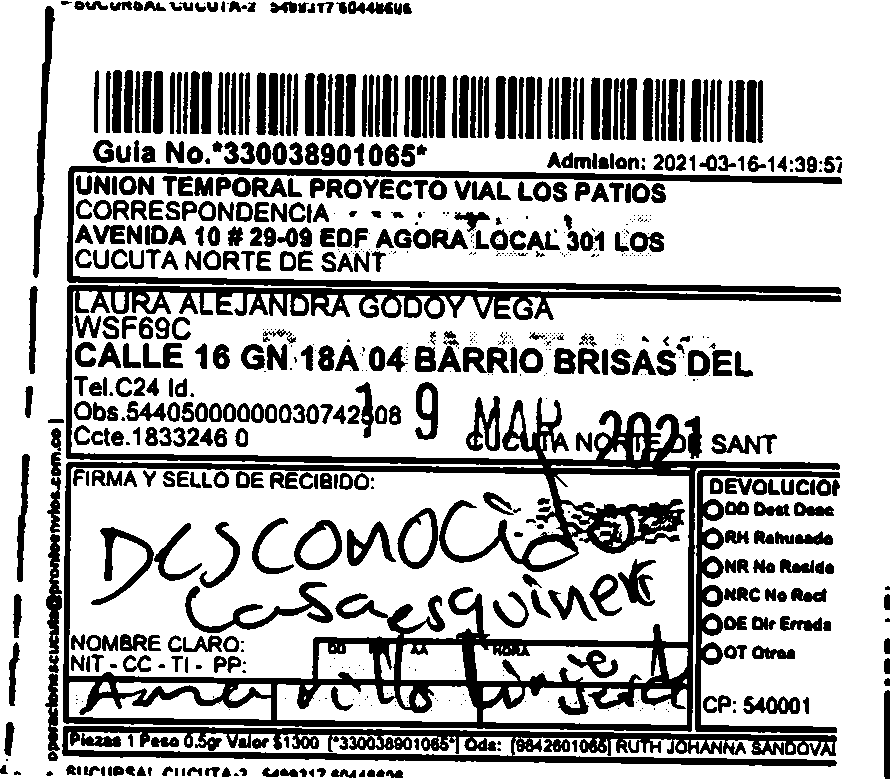 SUCURSAL CUCUTA-2 5489317 60448606
Guia No.*330038901065*
Admision: 2021-03-16-14:39:57
UNION TEMPORAL PROYECTO VIAL LOS PATIOS
CORRESPONDENCIA
AVENIDA 10 # 29-09 EDF AGORA LOCAL 301 LOS
CUCUTA NORTE DE SANT
LAURA ALEJANDRA GODOY VEGA
WSF69C
CALLE 16 GN 18A 04 BARRIO BRISAS DEL
Tel.C24 Id.
Obs.54405000000030742608
19 MAR 2021
Ccte.1833246 0
CUCUTA NORTE DE SANT
operacionescucuta@prontoenvios.com.co
FIRMA Y SELLO DE RECIBIDO:
DESCONOCIDO
Casa esquinera
NOMBRE CLARO:
NIT - CC - TI - PP:
DD
AA
HORA
Amarillo
DEVOLUCION
DD Dest Desc
RH Rehusado
NR No Reside
NRC No Recl
DE Dir Errada
OT Otros
CP: 540001
Piezas 1 Peso 0.5gr Valor $1300 [*330038901065*] Ods: [9842601065] RUTH JOHANNA SANDOVAL
SUCURSAL CUCUTA-2 5489317 60448606